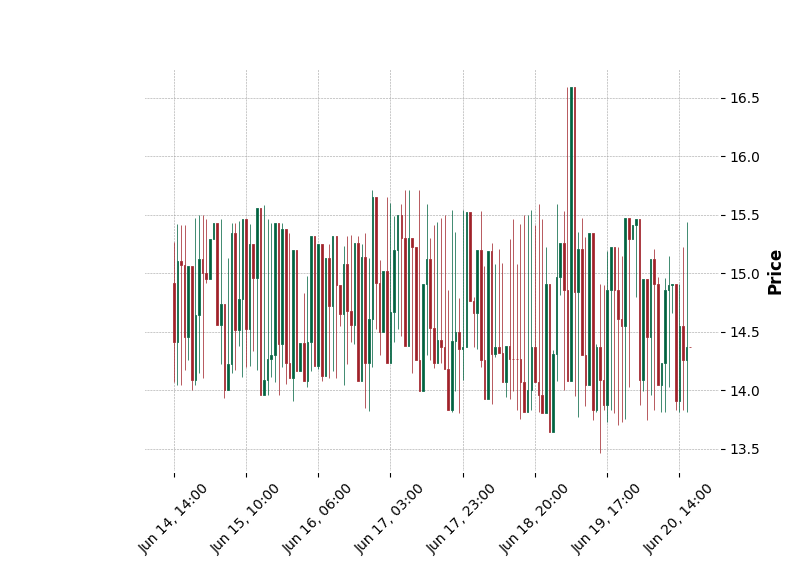 16.5
16.0
15.5
15.0
14.5
14.0
13.5
Price
Jun 14, 14:00
Jun 15, 10:00
Jun 16, 06:00
Jun 17, 03:00
Jun 17, 23:00
Jun 18, 20:00
Jun 19, 17:00
Jun 20, 14:00